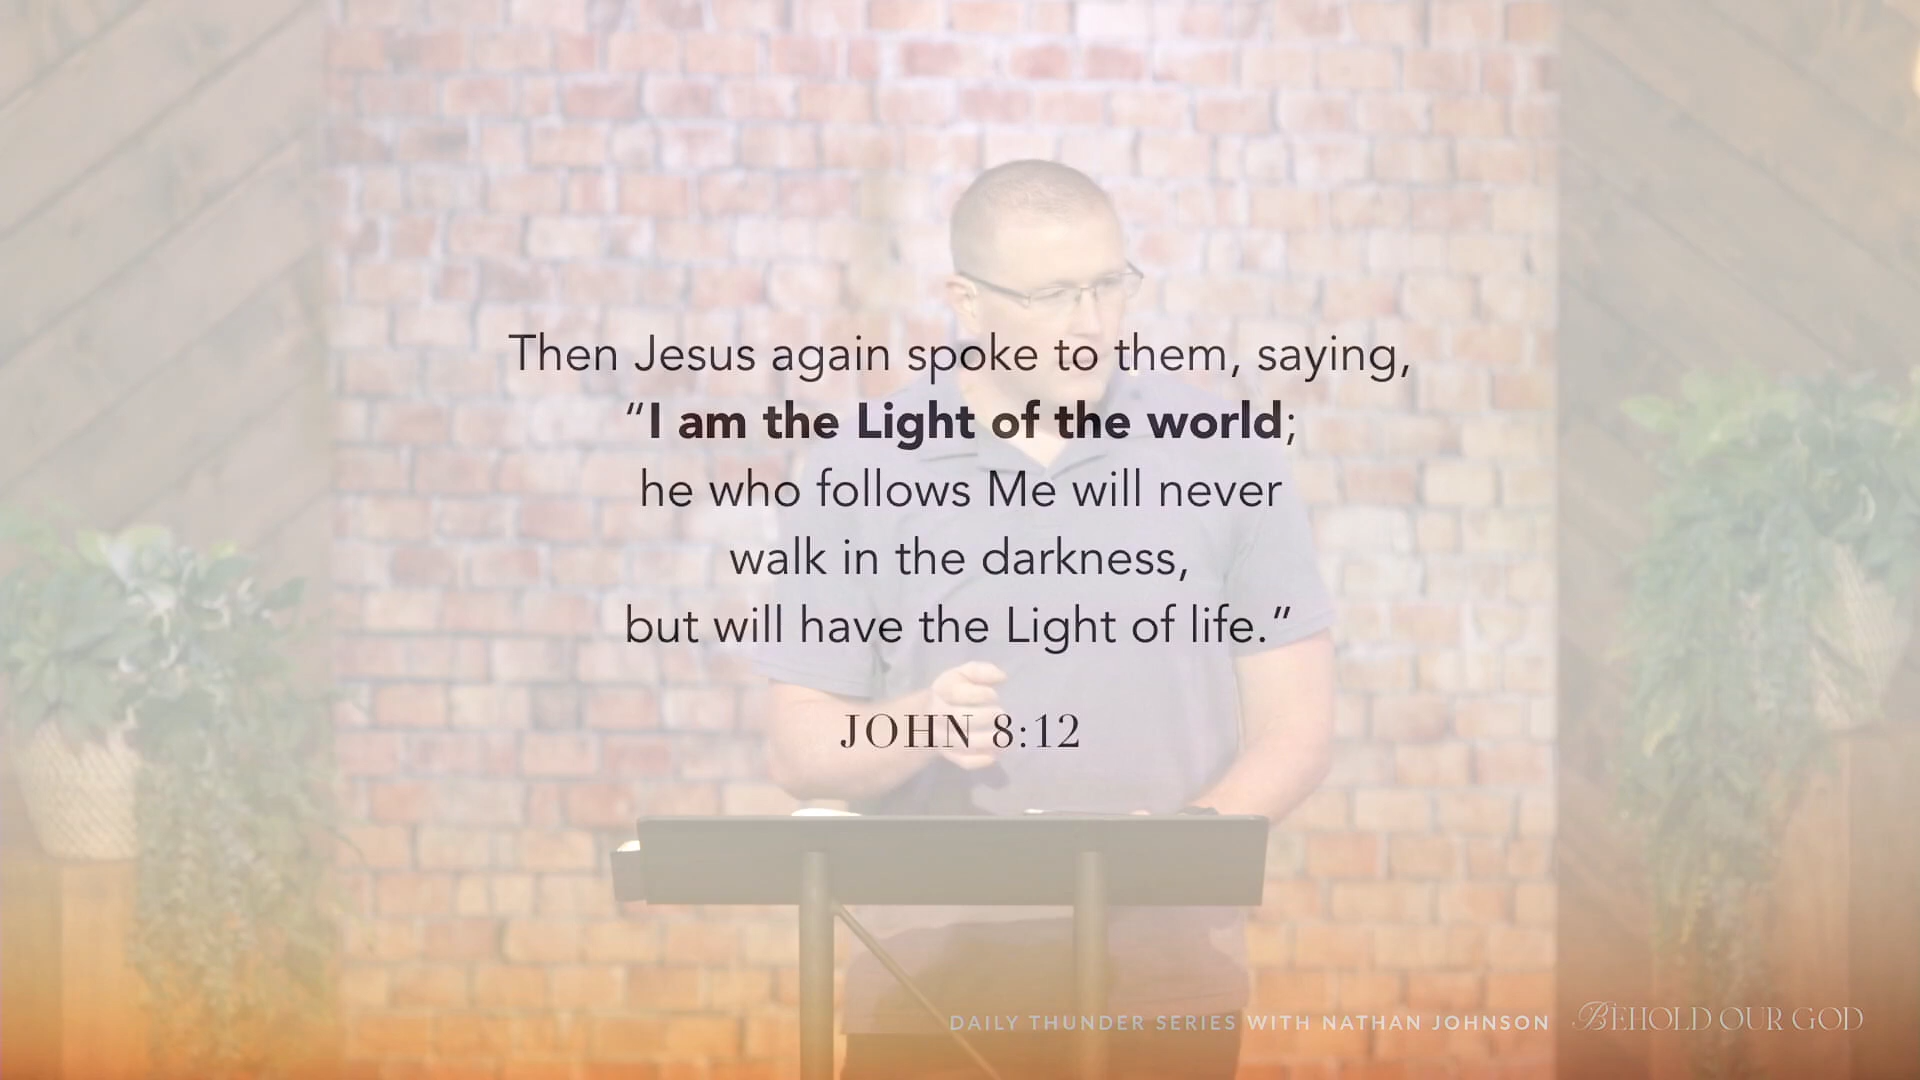 Then Jesus again spoke to them, saying,
“I am the Light of the world;
he who follows Me will never
walk in the darkness,
but will have the Light of life.”
JOHN 8:12
DAILY THUNDER SERIES WITH NATHAN JOHNSON
BEHOLD OUR GOD